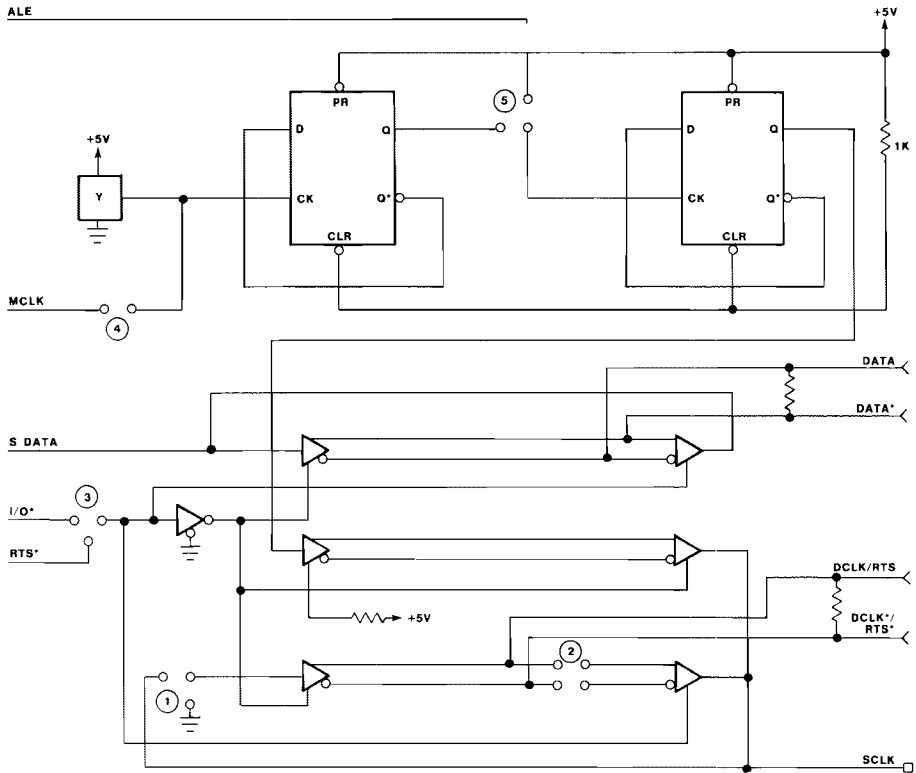 ALE
+5V
PR
PR
5
D
Q
D
Q
1K
+5V
Y
CK
Q*
CK
Q*
CLR
CLR
MCLK
4
DATA
DATA*
S DATA
3
I/O*
RTS*
DCLK/RTS
+5V
DCLK*/
RTS*
2
1
SCLK